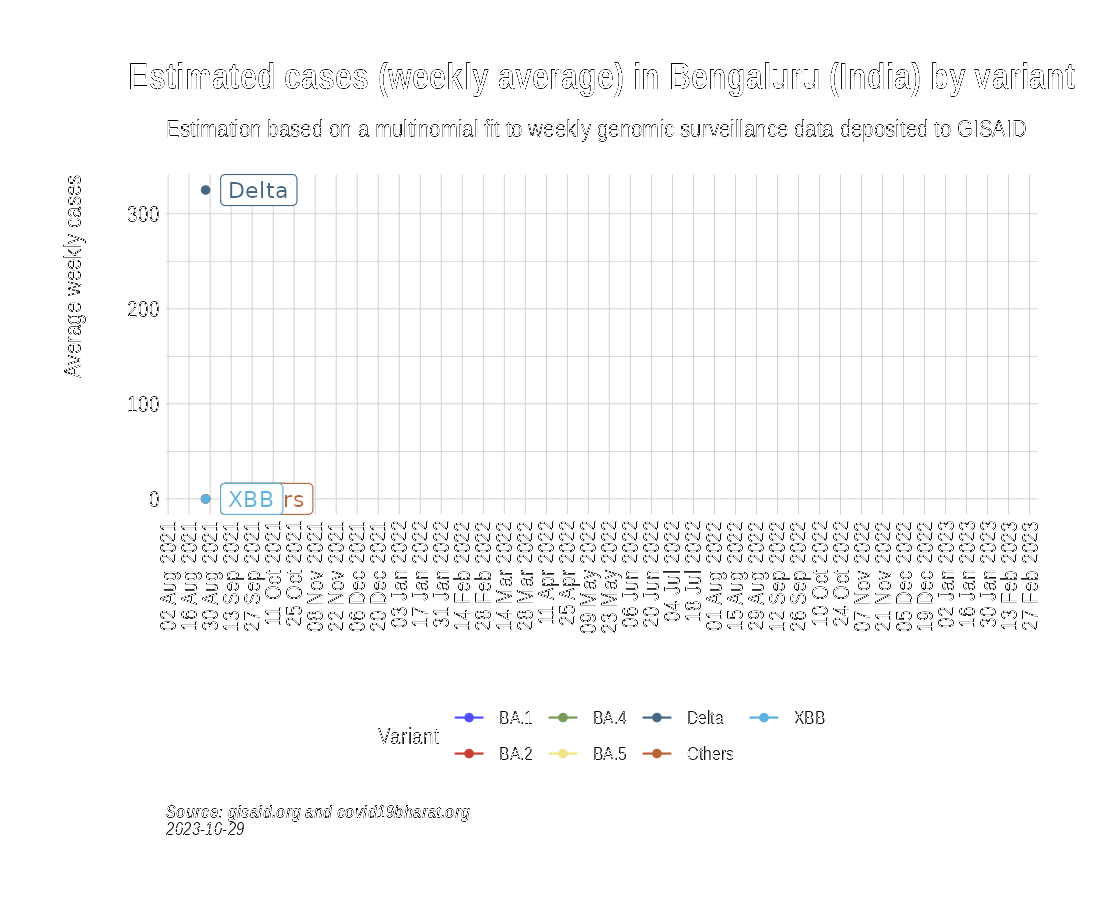 Estimated cases (weekly average) in Bengaluru (India) by variant
Estimation based on a multinomial fit to weekly genomic surveillance data deposited to GISAID
Average weekly cases
300
200
100
0
Delta
XBB
rs
02 Aug 2021
16 Aug 2021
30 Aug 2021
13 Sep 2021
27 Sep 2021
11 Oct 2021
25 Oct 2021
08 Nov 2021
22 Nov 2021
06 Dec 2021
20 Dec 2021
03 Jan 2022
17 Jan 2022
31 Jan 2022
14 Feb 2022
28 Feb 2022
14 Mar 2022
28 Mar 2022
11 Apr 2022
25 Apr 2022
09 May 2022
23 May 2022
06 Jun 2022
20 Jun 2022
04 Jul 2022
18 Jul 2022
01 Aug 2022
15 Aug 2022
29 Aug 2022
12 Sep 2022
26 Sep 2022
10 Oct 2022
24 Oct 2022
07 Nov 2022
21 Nov 2022
05 Dec 2022
19 Dec 2022
02 Jan 2023
16 Jan 2023
30 Jan 2023
13 Feb 2023
27 Feb 2023
Variant
BA.1
BA.4
Delta
XBB
BA.2
BA.5
Others
Source: gisaid.org and covid19bharat.org
2023-10-29